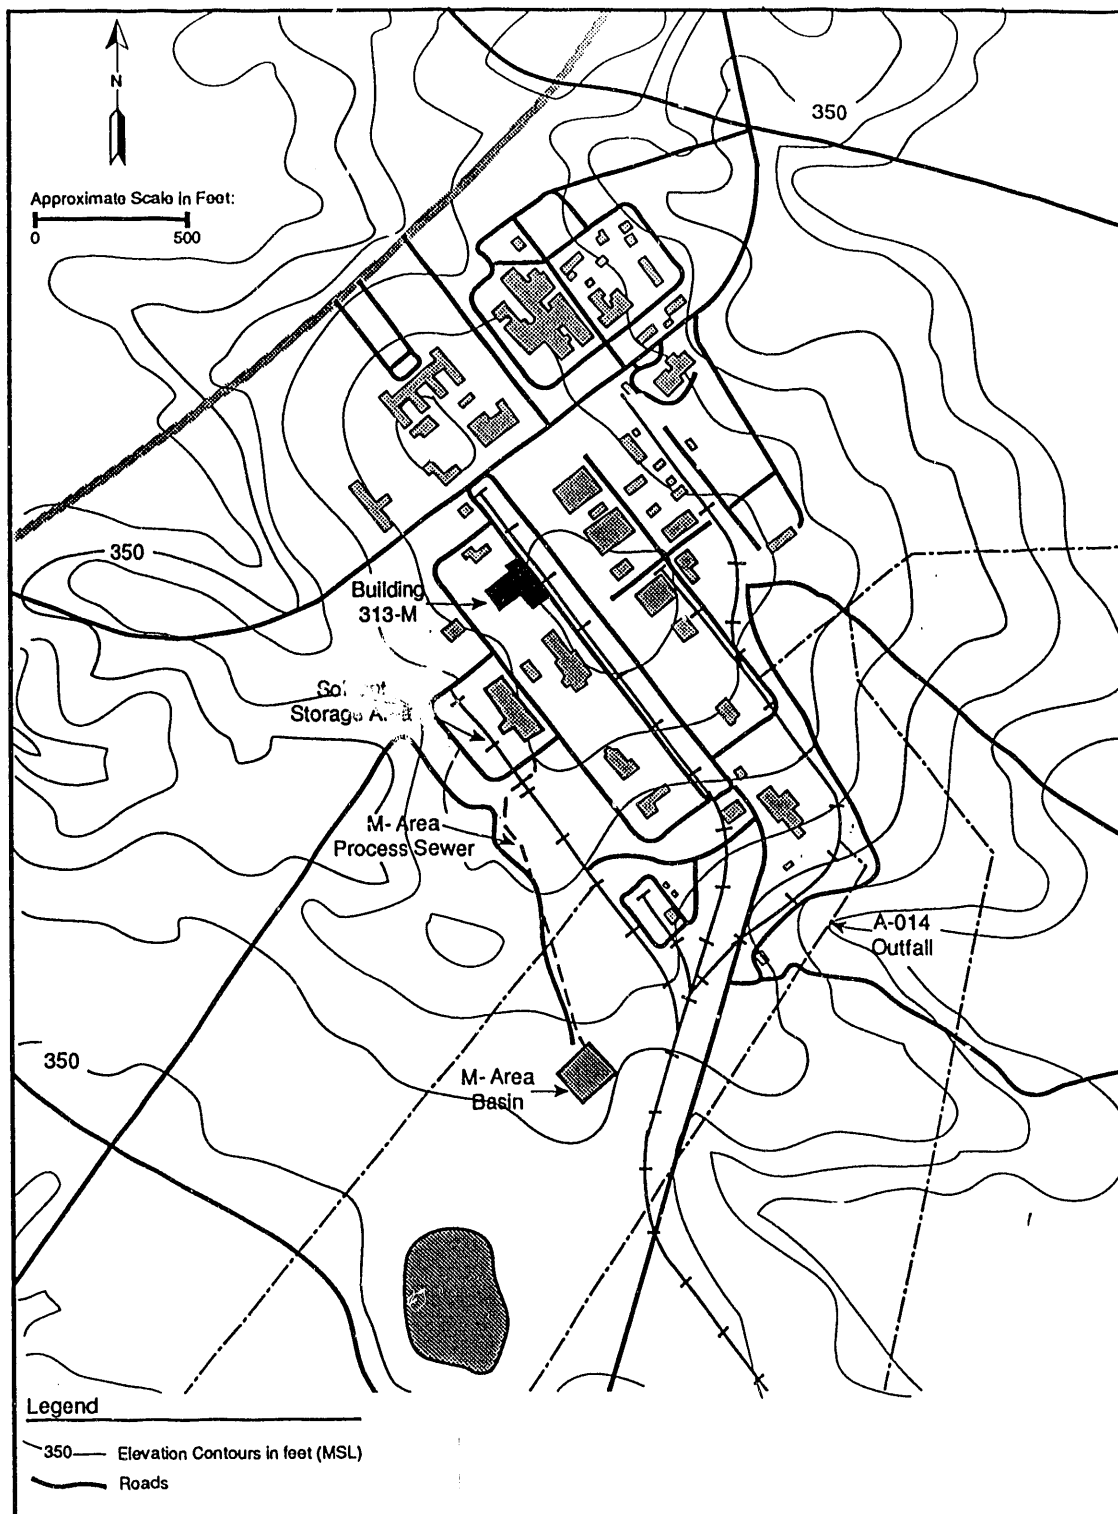 N
Approximate Scale in Feet:
0 500
350
350
Building
313-M
Storage
M-Area
Process Sewer
A-014
Outfall
350
M-Area
Basin
Legend
350 Elevation Contours in feet (MSL)
Roads